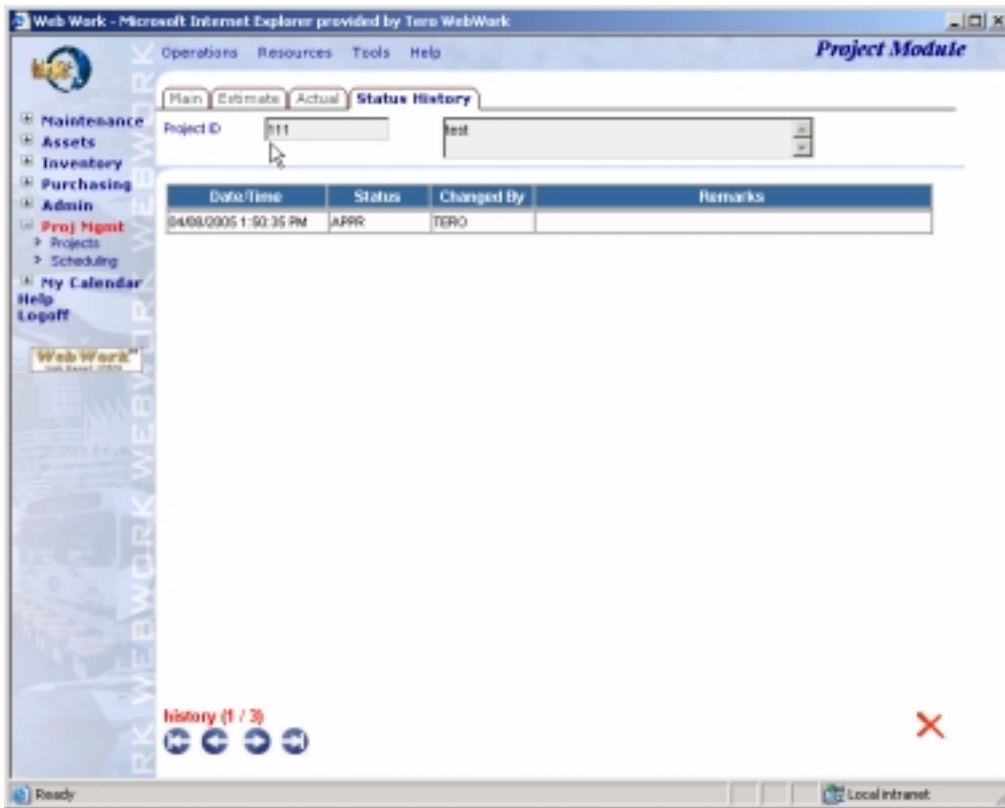 Web Work - Microsoft Internet Explorer provided by Tero WebWork
Operations Resources Tools Help
Project Module
Main Estimate Actual Status History
Project ID 111 test
Maintenance
Assets
Inventory
Purchasing
Admin
Proj Mgmt
Projects
Scheduling
My Calendar
Help
Logoff
Web Work
Date/Time Status Changed By Remarks
04/08/2005 1:50:35 PM APPR TERO
WEBWORK WEBWORK WEBWORK
history (1 / 3)
Ready
Local intranet